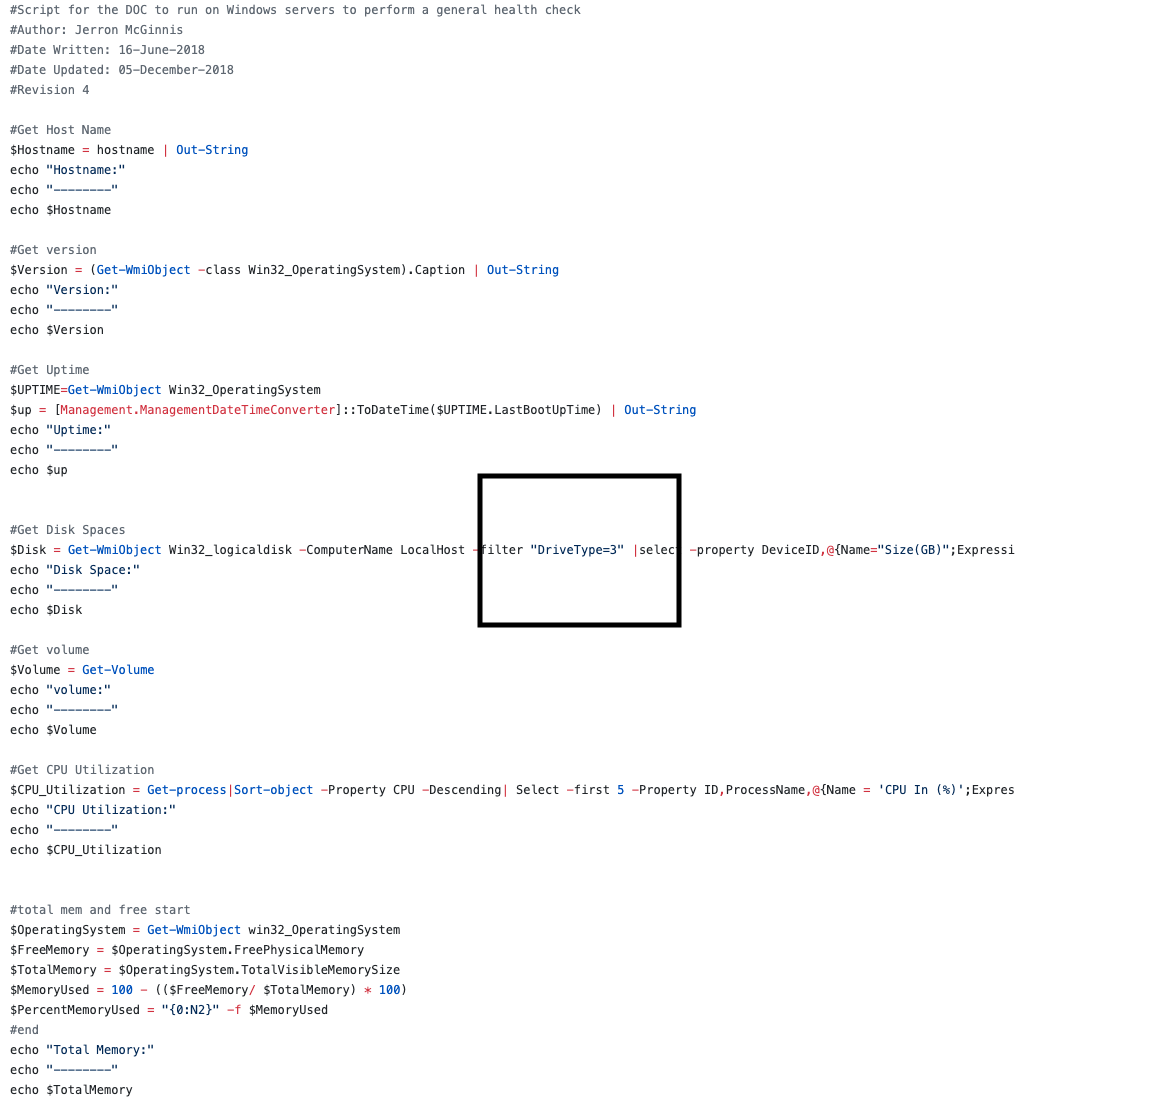 #Script for the DOC to run on Windows servers to perform a general health check
#Author: Jerron McGinnis
#Date Written: 16-June-2018
#Date Updated: 05-December-2018
#Revision 4
#Get Host Name
$Hostname = hostname | Out-String
echo "Hostname:"
echo "--------"
echo $Hostname
#Get version
$Version = (Get-WmiObject -class Win32_OperatingSystem).Caption | Out-String
echo "Version:"
echo "--------"
echo $Version
#Get Uptime
$UPTIME=Get-WmiObject Win32_OperatingSystem
$up = [Management.ManagementDateTimeConverter]::ToDateTime($UPTIME.LastBootUpTime) | Out-String
echo "Uptime:"
echo "--------"
echo $up
#Get Disk Spaces
$Disk = Get-WmiObject Win32_logicaldisk -ComputerName LocalHost -filter "DriveType=3" |select -property DeviceID,@{Name="Size(GB)";Expressi
echo "Disk Space:"
echo "--------"
echo $Disk
#Get volume
$Volume = Get-Volume
echo "volume:"
echo "--------"
echo $Volume
#Get CPU Utilization
$CPU_Utilization = Get-process|Sort-object -Property CPU -Descending| Select -first 5 -Property ID,ProcessName,@{Name = 'CPU In (%)';Expres
echo "CPU Utilization:"
echo "--------"
echo $CPU_Utilization
#total mem and free start
$OperatingSystem = Get-WmiObject win32_OperatingSystem
$FreeMemory = $OperatingSystem.FreePhysicalMemory
$TotalMemory = $OperatingSystem.TotalVisibleMemorySize
$MemoryUsed = 100 - (($FreeMemory/ $TotalMemory) * 100)
$PercentMemoryUsed = "{0:N2}" -f $MemoryUsed
#end
echo "Total Memory:"
echo "--------"
echo $TotalMemory